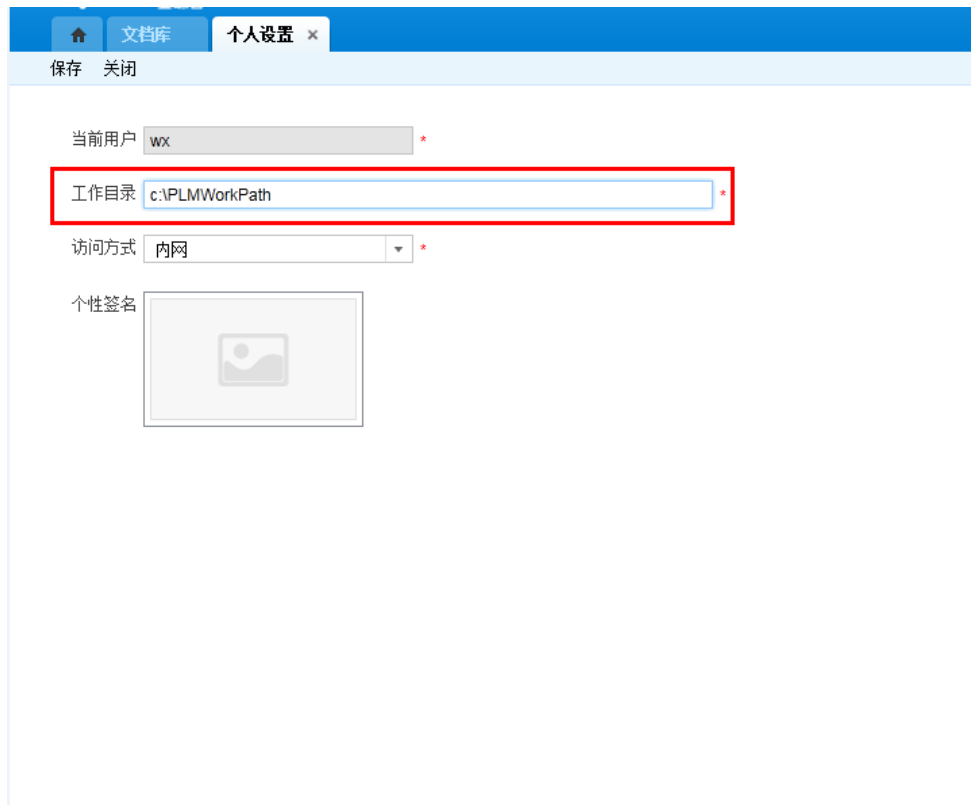 文档库 个人设置 ×
保存 关闭
当前用户 wx *
工作目录 c:\PLMWorkPath *
访问方式 内网 *
个性签名